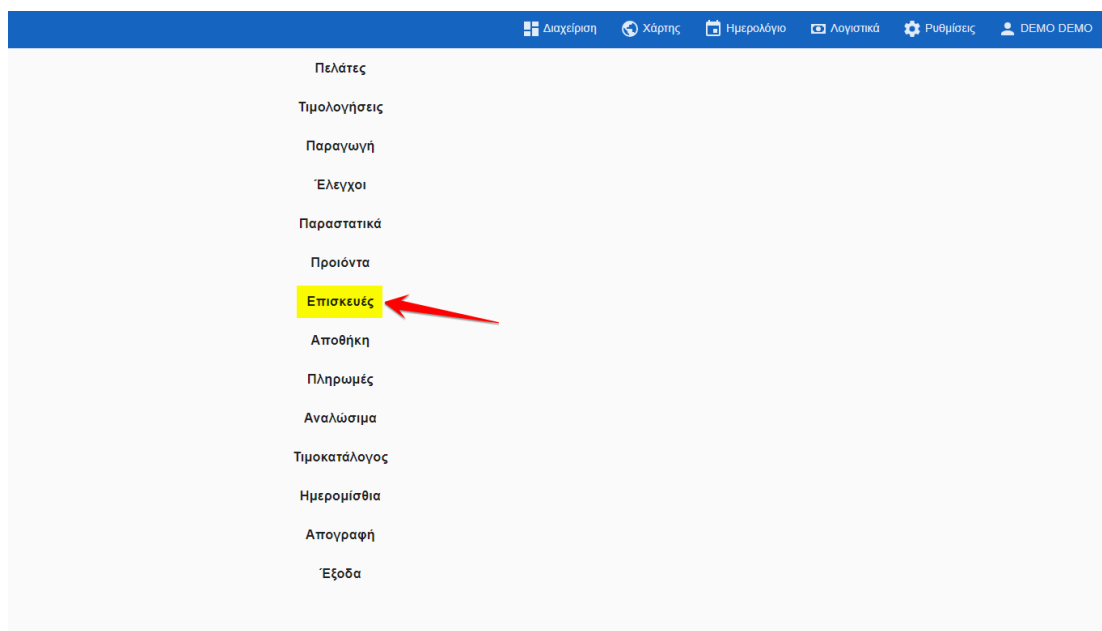 Διαχείριση Χάρτης Ημερολόγιο Λογιστικά Ρυθμίσεις DEMO DEMO
Πελάτες
Τιμολογήσεις
Παραγωγή
Έλεγχοι
Παραστατικά
Προιόντα
Επισκευές
Αποθήκη
Πληρωμές
Αναλώσιμα
Τιμοκατάλογος
Ημερομίσθια
Απογραφή
Έξοδα